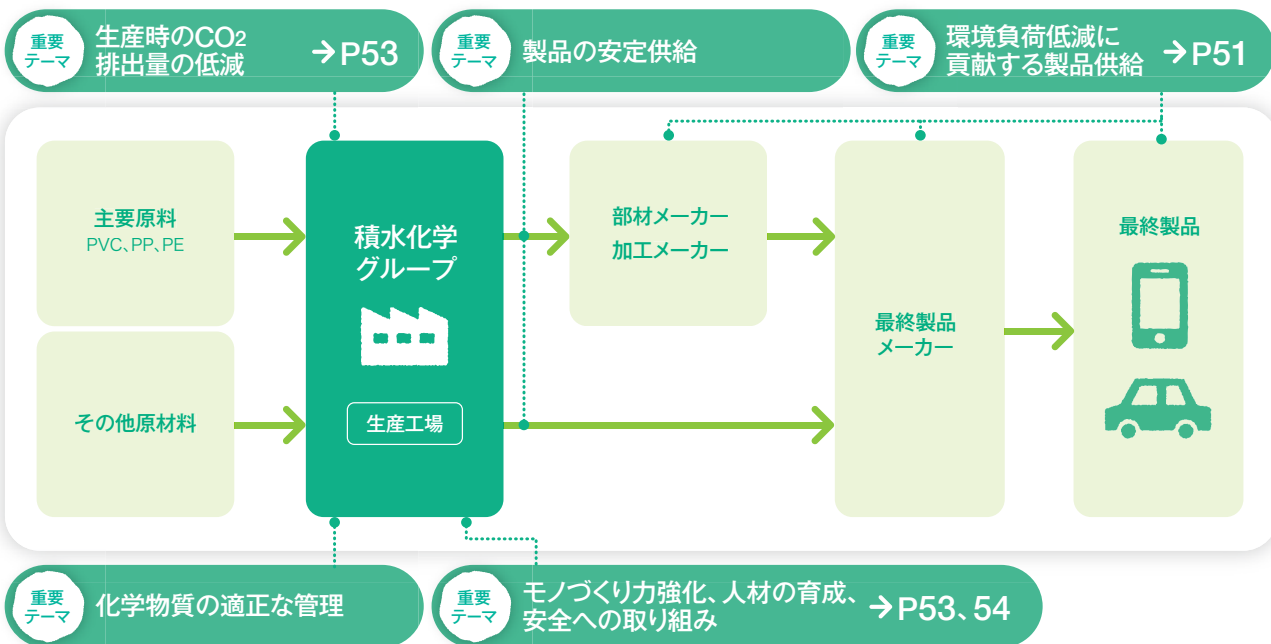 重要
テーマ
生産時のCO2
排出量の低減
→P53
重要
テーマ
製品の安定供給
重要
テーマ
環境負荷低減に
貢献する製品供給
→P51
主要原料
PVC、PP、PE
その他原材料
積水化学
グループ
生産工場
部材メーカー
加工メーカー
最終製品
メーカー
最終製品
重要
テーマ
化学物質の適正な管理
重要
テーマ
モノづくり力強化、人材の育成、
安全への取り組み
→P53、54